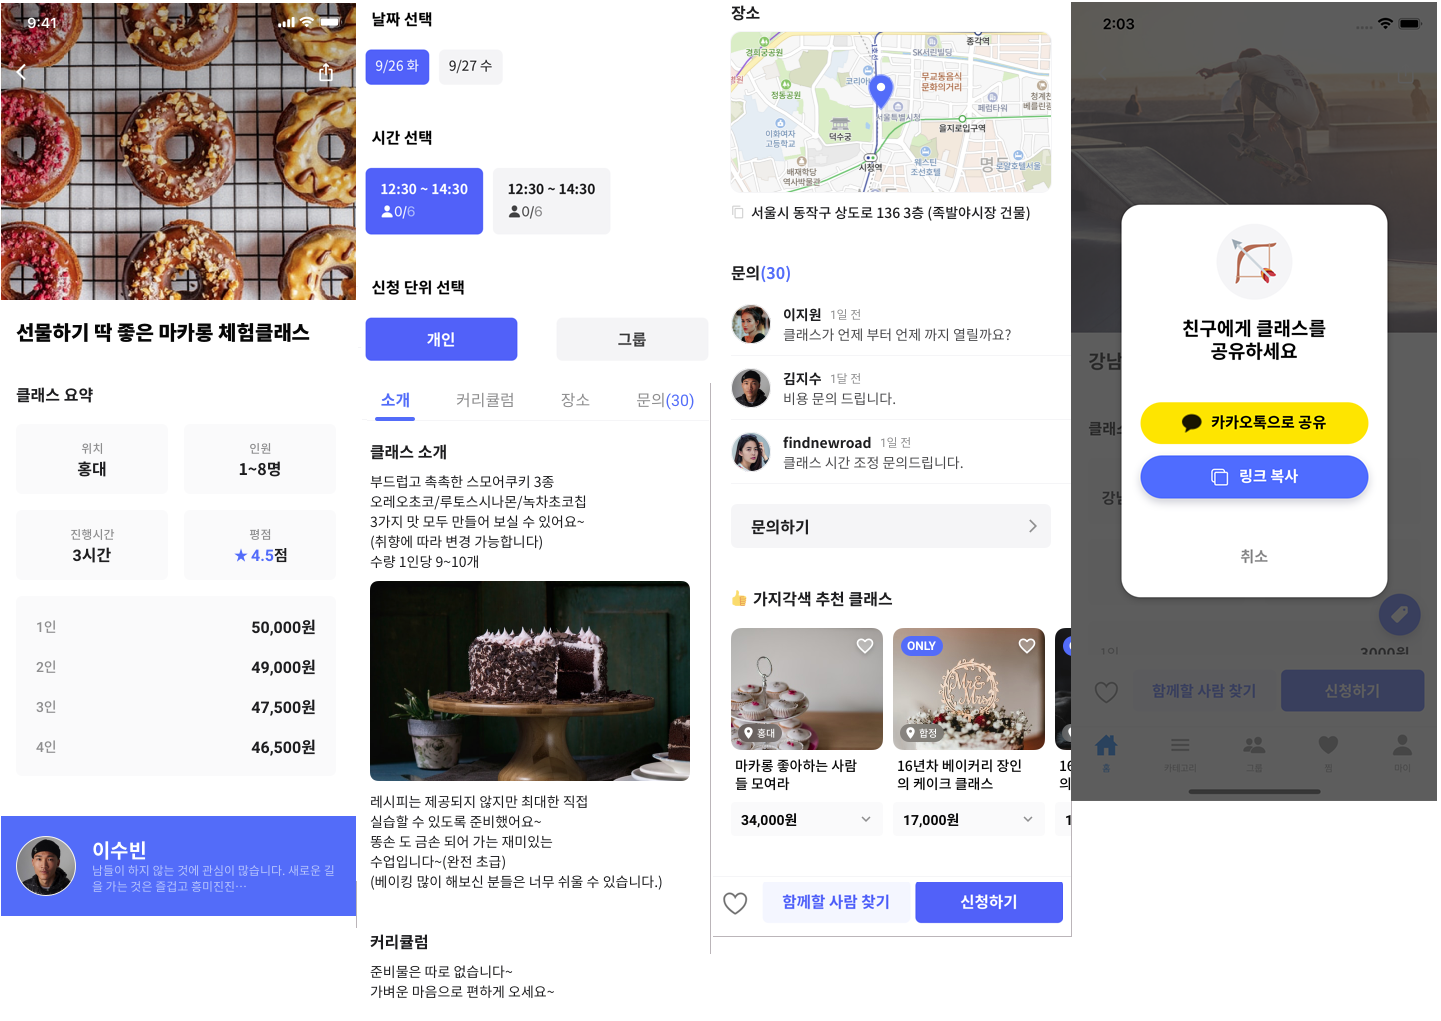 9:41
선물하기 딱 좋은 마카롱 체험클래스
클래스 요약
위치
홍대
인원
1~8명
진행시간
3시간
평점
★ 4.5점
1인
50,000원
2인
49,000원
3인
47,500원
4인
46,500원
이수빈
남들이 하지 않는 것에 관심이 많습니다. 새로운 길
을 가는 것은 즐겁고 흥미진진…
날짜 선택
9/26 화
9/27 수
시간 선택
12:30 ~ 14:30
0/6
12:30 ~ 14:30
0/6
신청 단위 선택
개인
그룹
소개
커리큘럼
장소
문의(30)
클래스 소개
부드럽고 촉촉한 스모어쿠키 3종
오레오초코/루토스시나몬/녹차초코칩
3가지 맛 모두 만들어 보실 수 있어요~
(취향에 따라 변경 가능합니다)
수량 1인당 9~10개
레시피는 제공되지 않지만 최대한 직접
실습할 수 있도록 준비했어요~
똥손 도 금손 되어 가는 재미있는
수업입니다~(완전 초급)
(베이킹 많이 해보신 분들은 너무 쉬울 수 있습니다.)
커리큘럼
준비물은 따로 없습니다~
가벼운 마음으로 편하게 오세요~
장소
종각역
경희궁공원
SK서린빌딩
1호선
코리아나
무교동음식
문화의거리
정동공원
페럼타워
청계천
베를린광
서울특별시청
을지로입구역
이화여자
고등학교
덕수궁
시청역
웨스틴
조선호텔
명동
로얄호텔서울
배재학당
역사박물관
서울시 동작구 상도로 136 3층 (족발야시장 건물)
문의(30)
이지원 1일 전
클래스가 언제 부터 언제 까지 열릴까요?
김지수 1달 전
비용 문의 드립니다.
findnewroad 1일 전
클래스 시간 조정 문의드립니다.
문의하기
가지각색 추천 클래스
홍대
마카롱 좋아하는 사람
들 모여라
34,000원
ONLY
Mr &
Mrs
합정
16년차 베이커리 장인
의 케이크 클래스
17,000원
함께할 사람 찾기
신청하기
2:03
강남
클래스
강남
친구에게 클래스를
공유하세요
카카오톡으로 공유
링크 복사
취소
1인
3000원
함께할 사람 찾기
신청하기
홈
카테고리
그룹
찜
마이